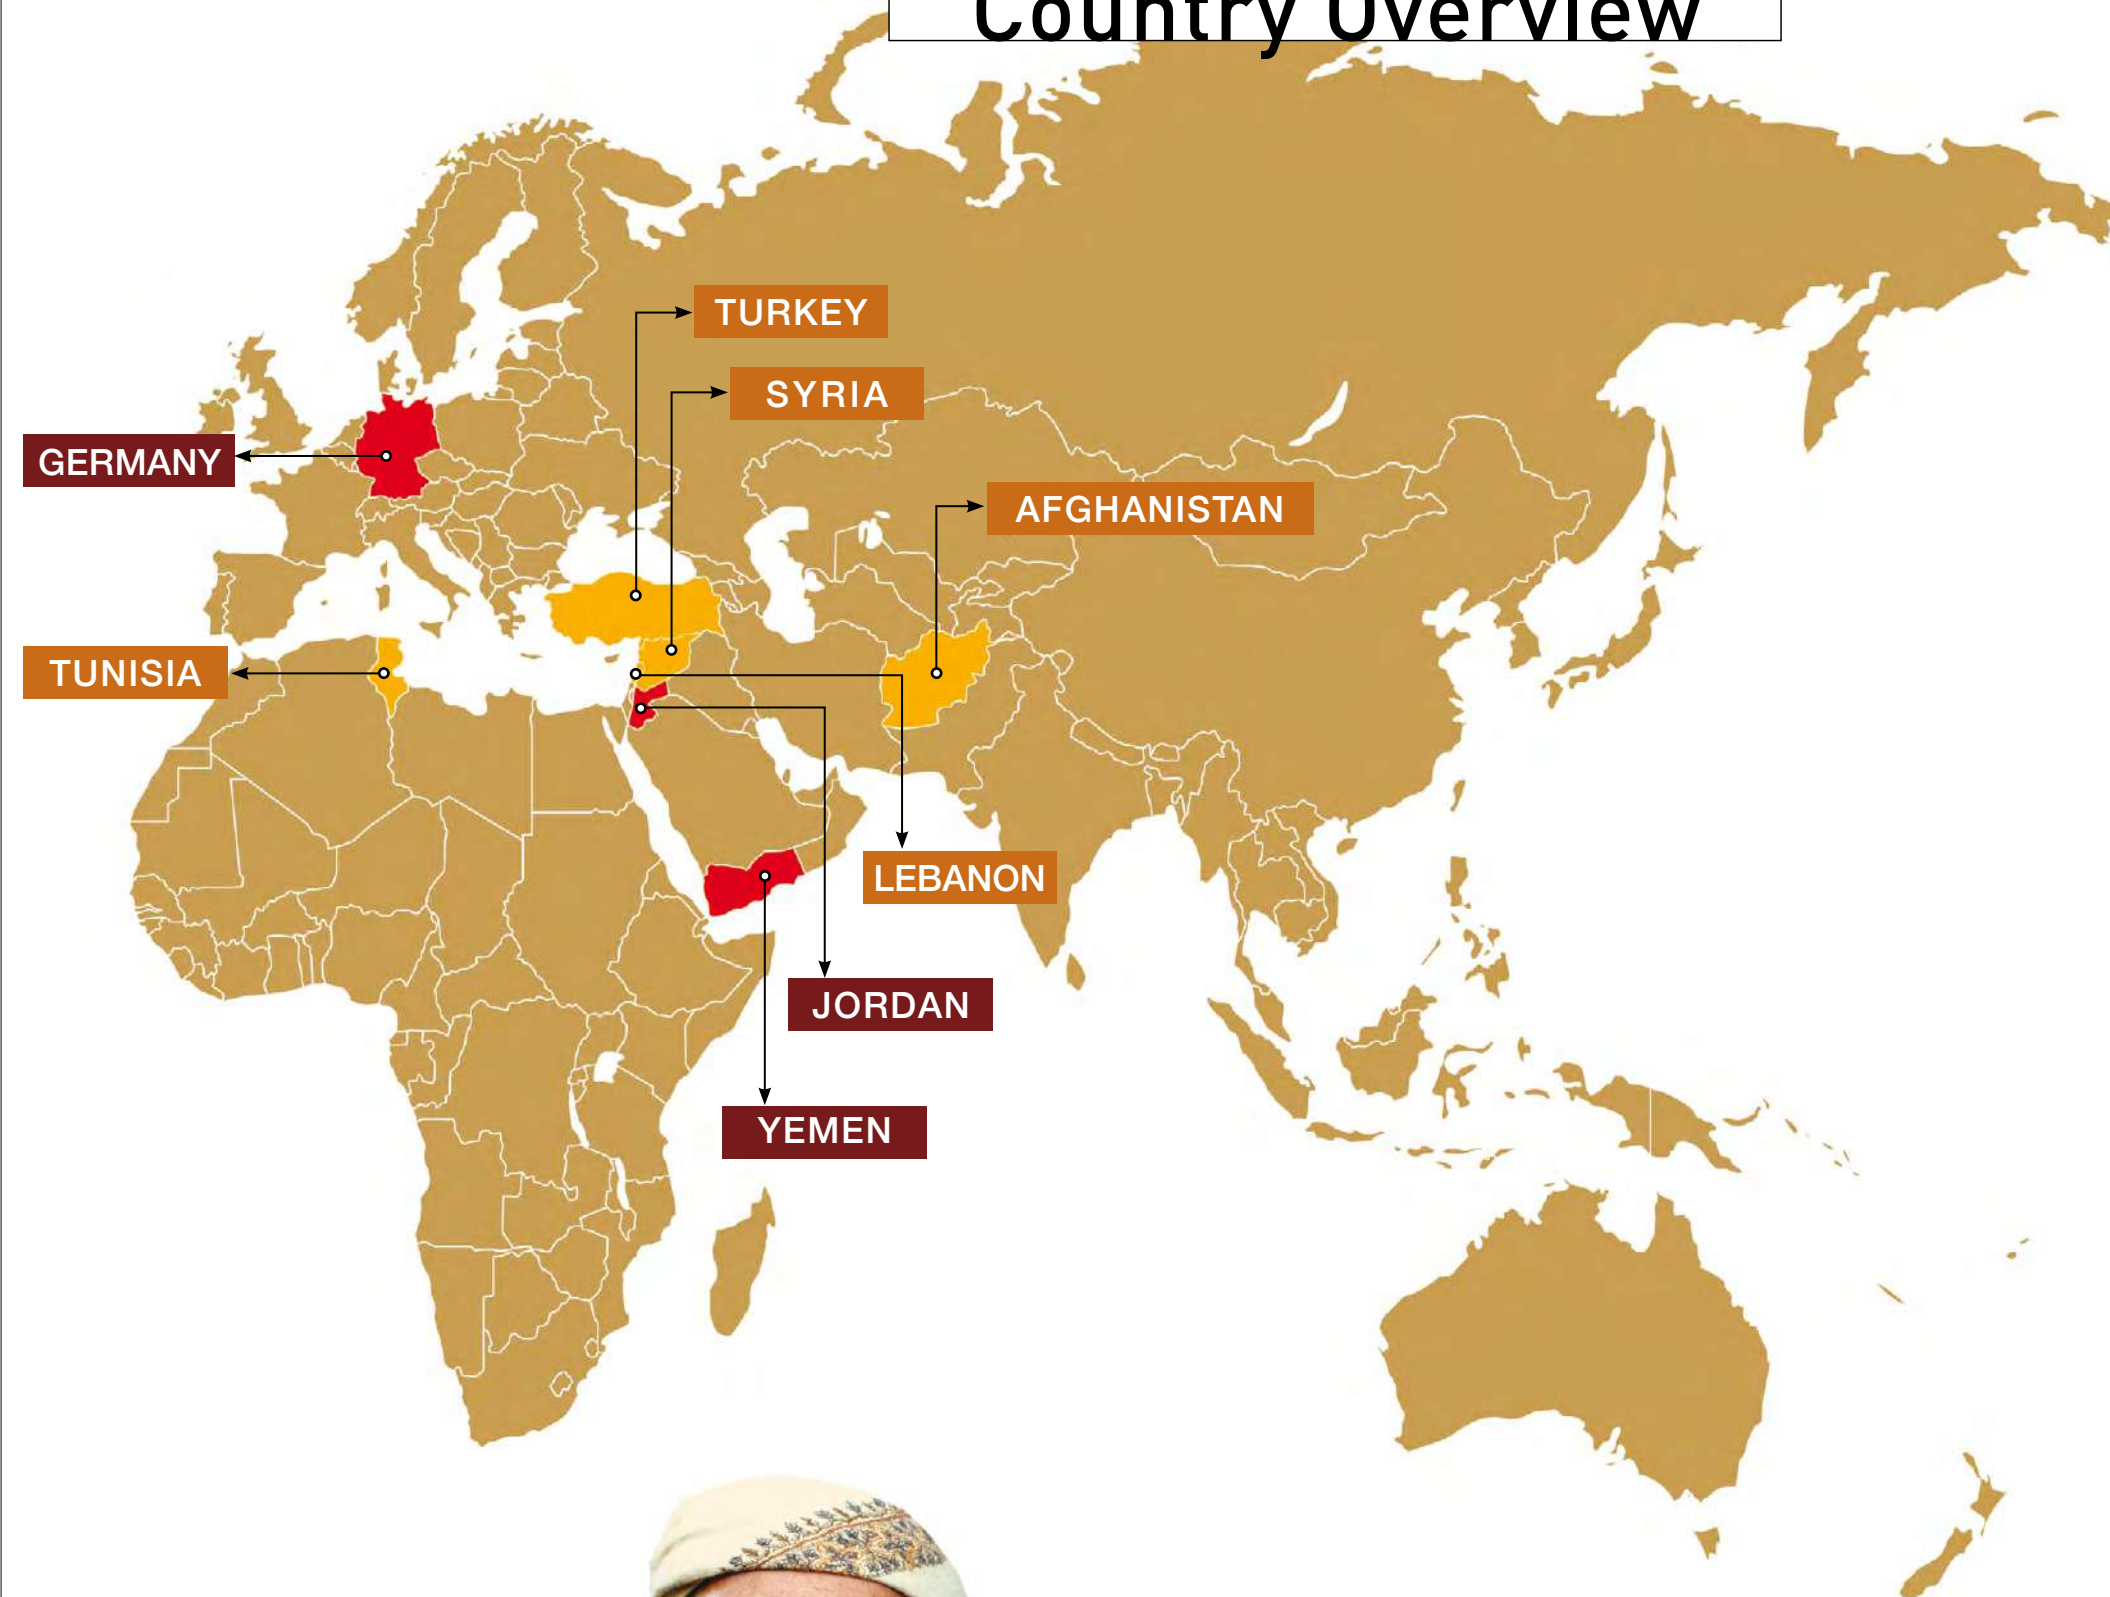 Country Overview
TURKEY
SYRIA
GERMANY
AFGHANISTAN
TUNISIA
LEBANON
JORDAN
YEMEN